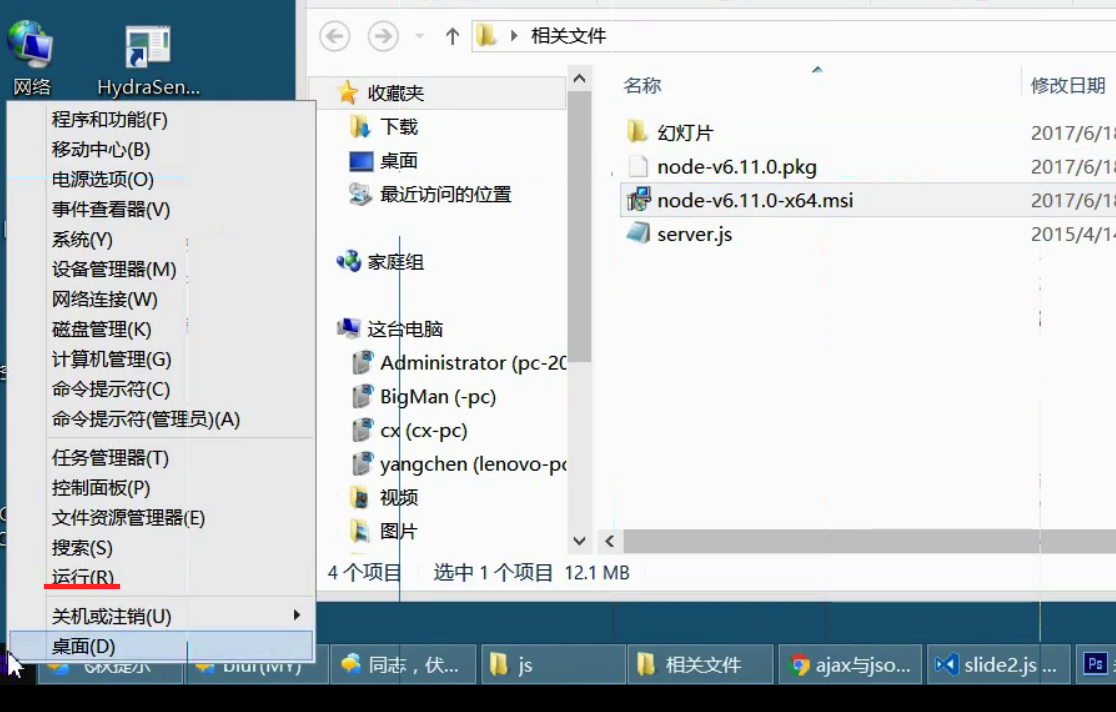 网络
HydraSen...
程序和功能(F)
移动中心(B)
电源选项(O)
事件查看器(V)
系统(Y)
设备管理器(M)
网络连接(W)
磁盘管理(K)
计算机管理(G)
命令提示符(C)
命令提示符(管理员)(A)
任务管理器(T)
控制面板(P)
文件资源管理器(E)
搜索(S)
运行(R)
关机或注销(U)
桌面(D)
相关文件
收藏夹
下载
桌面
最近访问的位置
家庭组
这台电脑
Administrator (pc-20
BigMan (-pc)
cx (cx-pc)
yangchen (lenovo-pc
视频
图片
名称 修改日期
幻灯片 2017/6/18
node-v6.11.0.pkg 2017/6/18
node-v6.11.0-x64.msi 2017/6/18
server.js 2015/4/14
4 个项目 选中 1 个项目 12.1 MB
飞秋提示 blur(MY) 同志，伏... js 相关文件 ajax与jso... slide2.js ... Ps